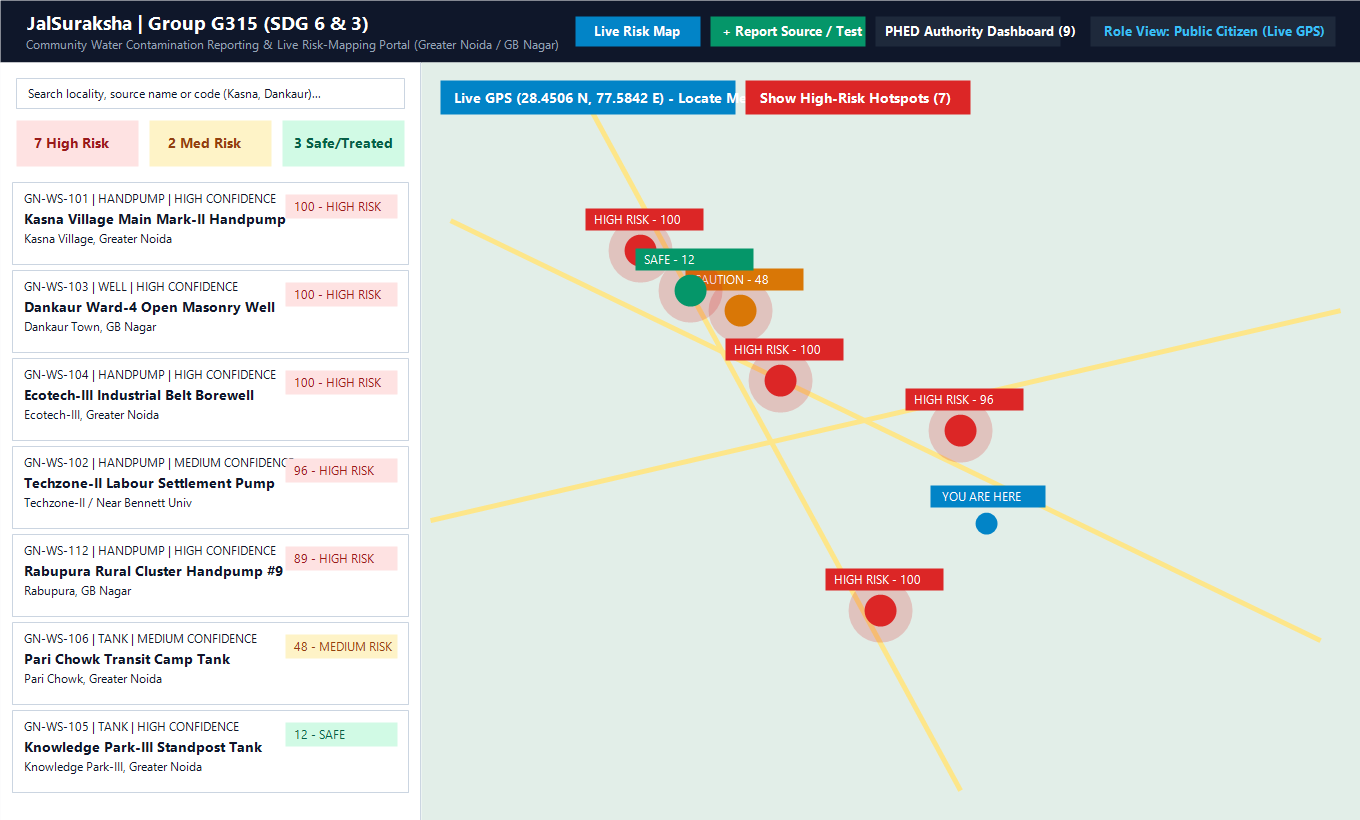 JalSuraksha | Group G315 (SDG 6 & 3)
Community Water Contamination Reporting & Live Risk-Mapping Portal (Greater Noida / GB Nagar)
Live Risk Map
+ Report Source / Test
PHED Authority Dashboard (9)
Role View: Public Citizen (Live GPS)
Search locality, source name or code (Kasna, Dankaur)...
7 High Risk
2 Med Risk
3 Safe/Treated
GN-WS-101 | HANDPUMP | HIGH CONFIDENCE
100 - HIGH RISK
Kasna Village Main Mark-II Handpump
Kasna Village, Greater Noida
GN-WS-103 | WELL | HIGH CONFIDENCE
100 - HIGH RISK
Dankaur Ward-4 Open Masonry Well
Dankaur Town, GB Nagar
GN-WS-104 | HANDPUMP | HIGH CONFIDENCE
100 - HIGH RISK
Ecotech-III Industrial Belt Borewell
Ecotech-III, Greater Noida
GN-WS-102 | HANDPUMP | MEDIUM CONFIDENCE
96 - HIGH RISK
Techzone-II Labour Settlement Pump
Techzone-II / Near Bennett Univ
GN-WS-112 | HANDPUMP | HIGH CONFIDENCE
89 - HIGH RISK
Rabupura Rural Cluster Handpump #9
Rabupura, GB Nagar
GN-WS-106 | TANK | MEDIUM CONFIDENCE
48 - MEDIUM RISK
Pari Chowk Transit Camp Tank
Pari Chowk, Greater Noida
GN-WS-105 | TANK | HIGH CONFIDENCE
12 - SAFE
Knowledge Park-III Standpost Tank
Knowledge Park-III, Greater Noida
Live GPS (28.4506 N, 77.5842 E) - Locate
Show High-Risk Hotspots (7)
HIGH RISK - 100
SAFE - 12
CAUTION - 48
HIGH RISK - 100
HIGH RISK - 96
YOU ARE HERE
HIGH RISK - 100